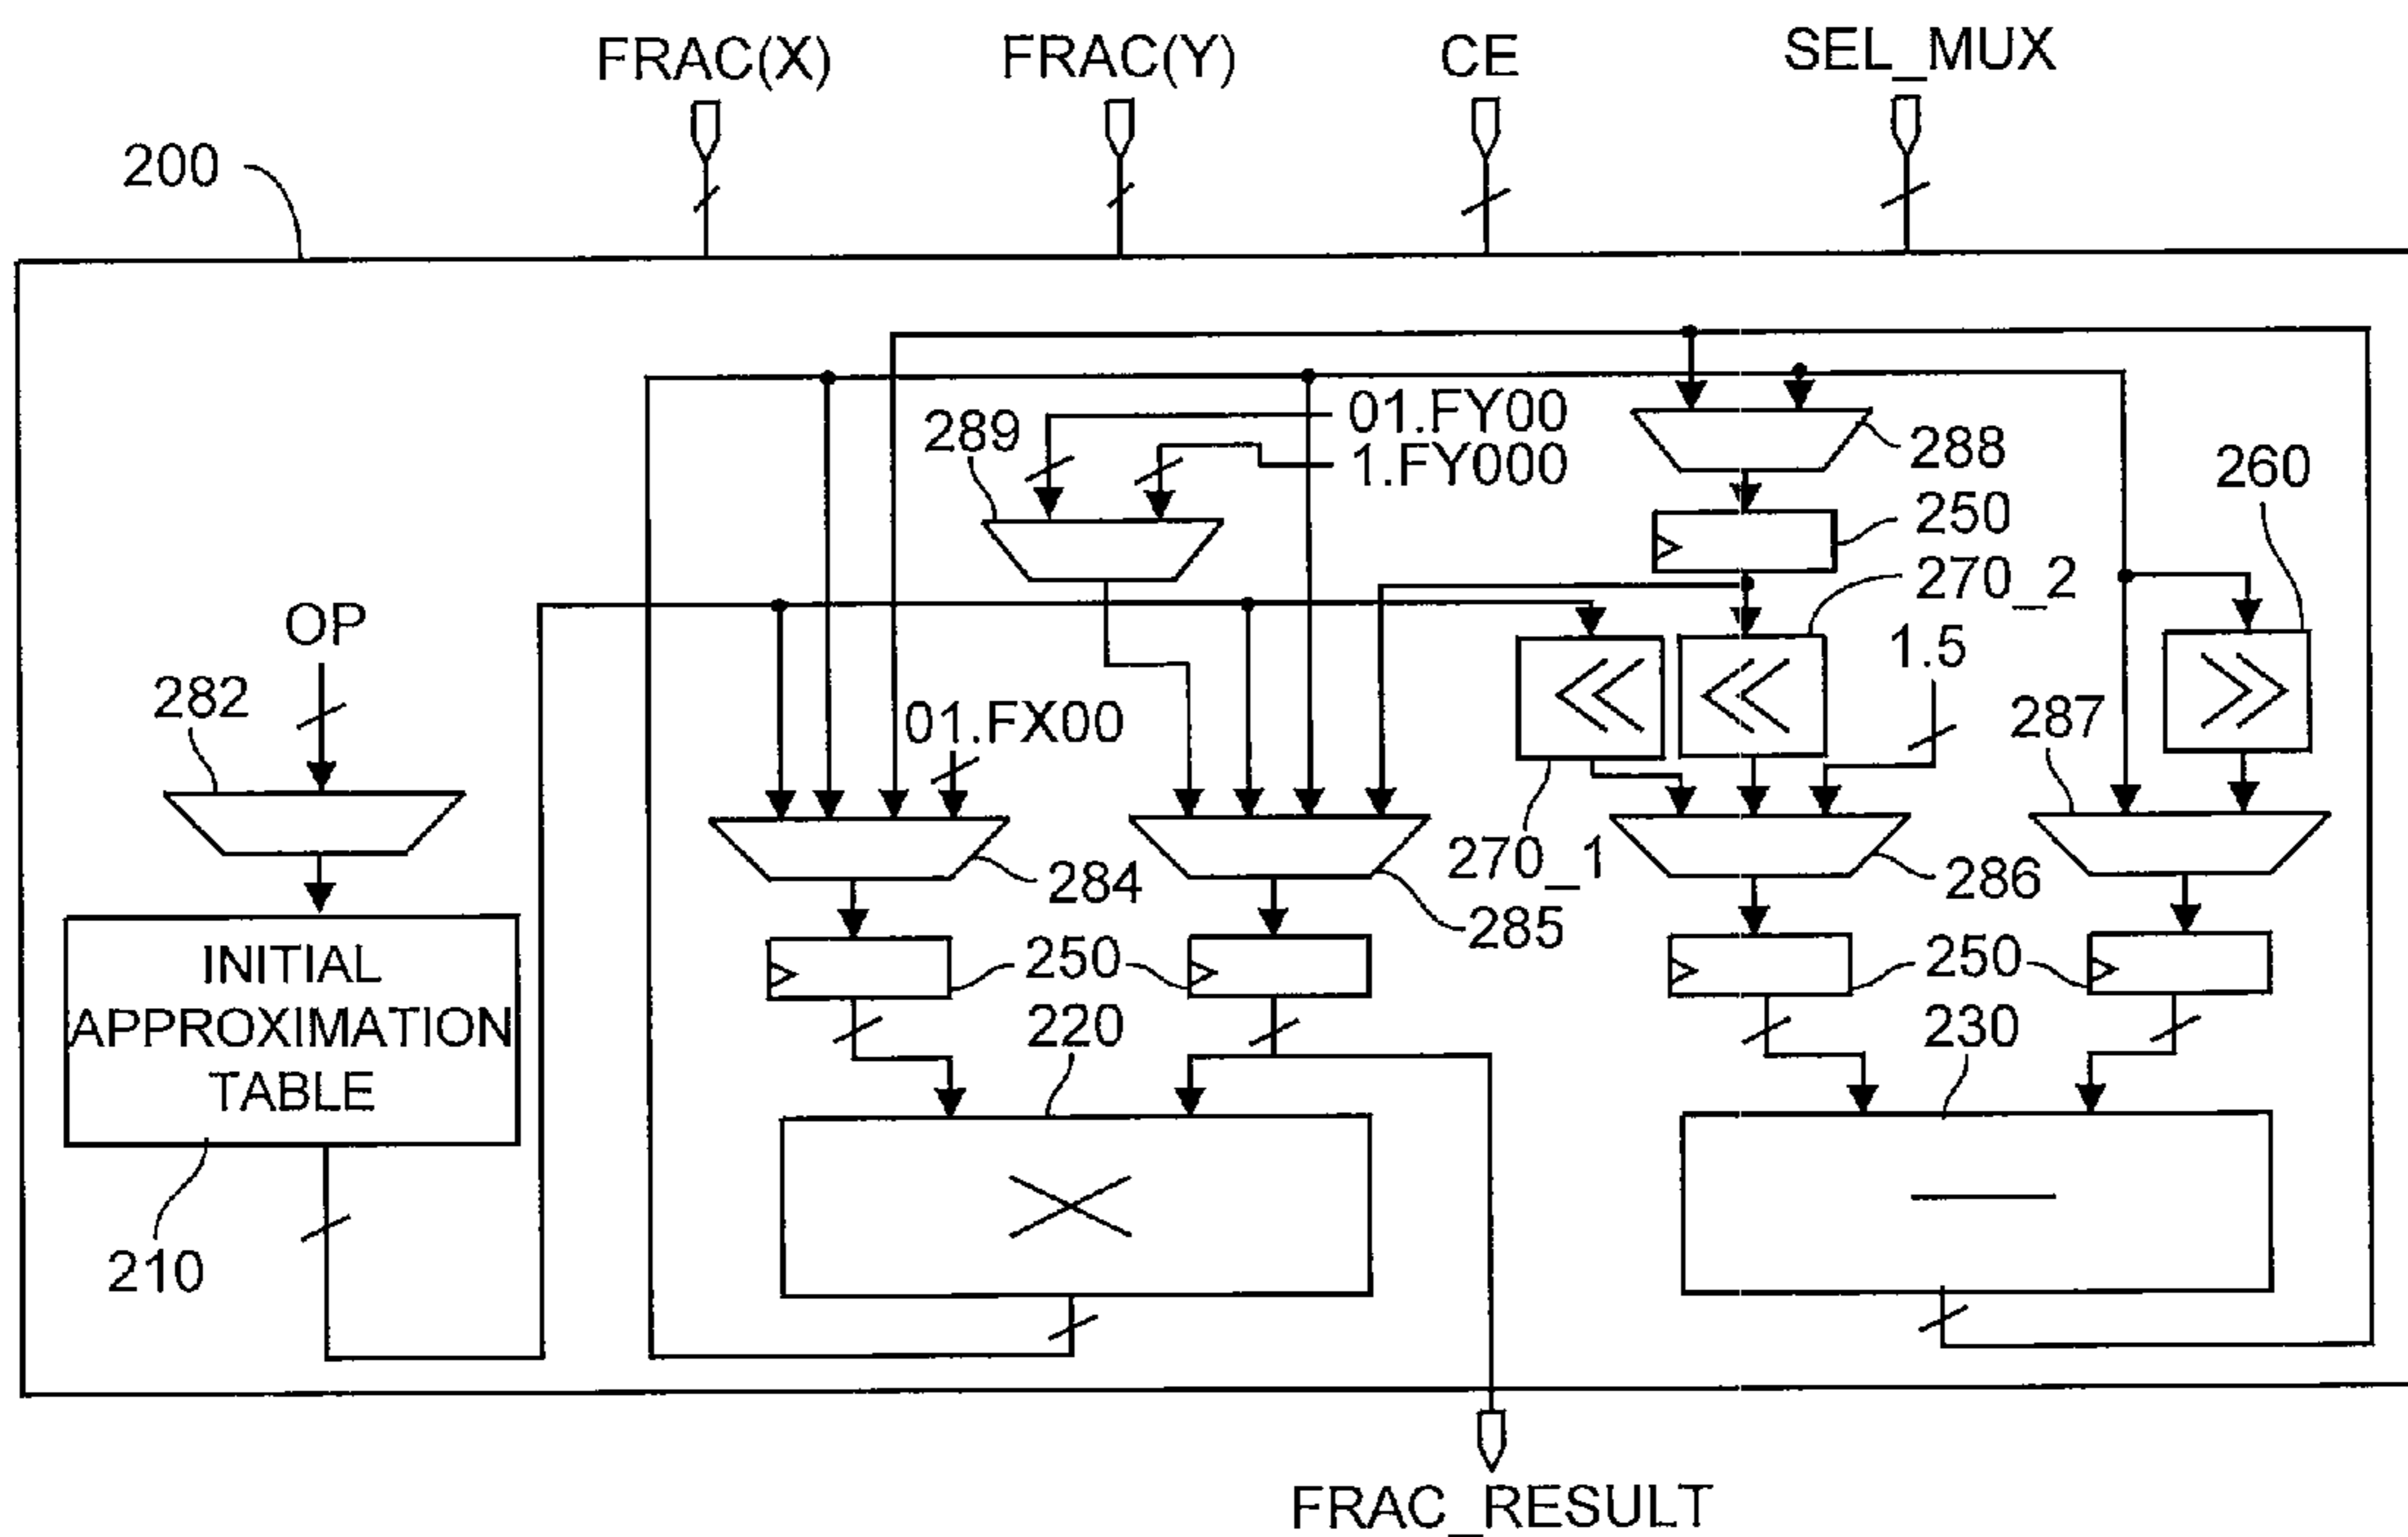 FRAC(X)
FRAC(Y)
CE
SEL_MUX
200
01.FY00
1.FY000
289
288
260
250
270_2
1.5
OP
282
01.FX00
287
270_1
284
285
286
INITIAL
APPROXIMATION
TABLE
250
250
220
230
210
FRAC_RESULT